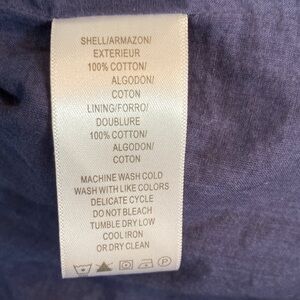 SHELL/ARMAZON/
EXTERIEUR
100% COTTON/
ALGODON/
COTON
LINING/FORRO/
DOUBLURE
100% COTTON/
ALGODON/
COTON
MACHINE WASH COLD
WASH WITH LIKE COLORS
DELICATE CYCLE
DO NOT BLEACH
TUMBLE DRY LOW
COOL IRON
OR DRY CLEAN
P